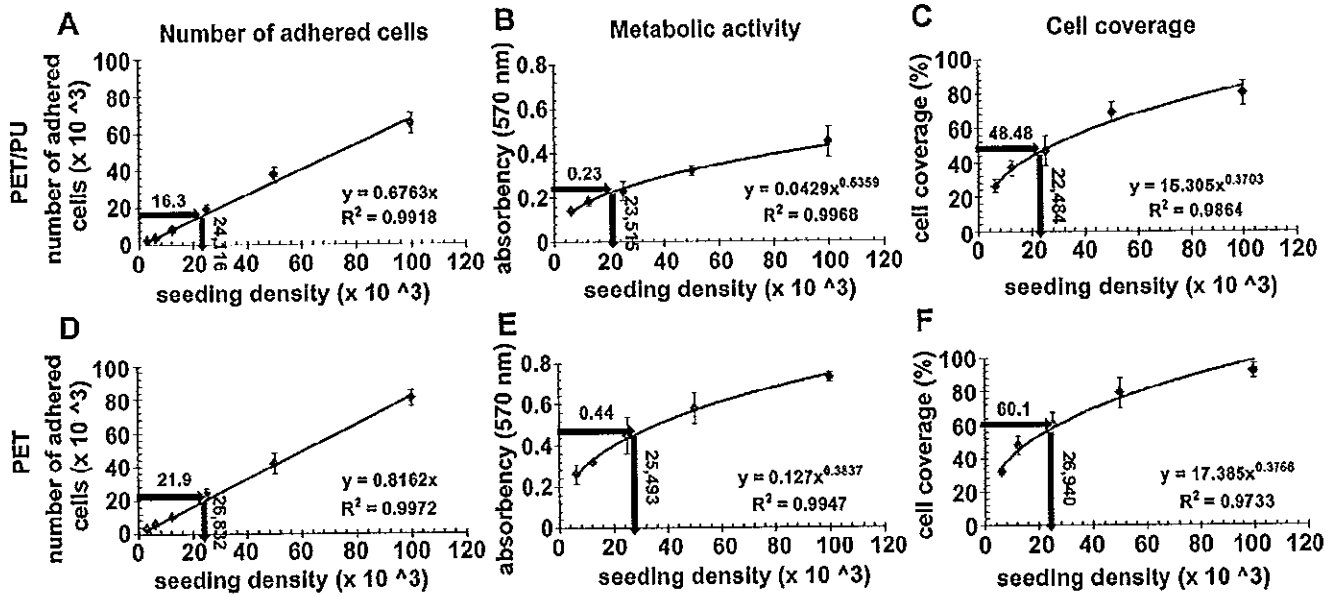 A Number of adhered cells
PET/PU
number of adhered
cells (x 10 ^3)
100
80
60
40
20
0
16.3
24,116
y = 0.6763x
R² = 0.9918
0 20 40 60 80 100 120
seeding density (x 10 ^3)
B Metabolic activity
absorbency (570 nm)
0.8
0.6
0.4
0.2
0
0.23
23,515
y = 0.0429x^0.5359
R² = 0.9968
0 20 40 60 80 100 120
seeding density (x 10 ^3)
C Cell coverage
cell coverage (%)
100
80
60
40
20
0
48.48
22,484
y = 15.305x^0.3703
R² = 0.9864
0 20 40 60 80 100 120
seeding density (x 10 ^3)
D
PET
number of adhered
cells (x 10 ^3)
100
80
60
40
20
0
21.9
26,832
y = 0.8162x
R² = 0.9972
0 20 40 60 80 100 120
seeding density (x 10 ^3)
E
absorbency (570 nm)
0.8
0.6
0.4
0.2
0
0.44
25,493
y = 0.127x^0.3837
R² = 0.9947
0 20 40 60 80 100 120
seeding density (x 10 ^3)
F
cell coverage (%)
100
80
60
40
20
0
60.1
26,940
y = 17.385x^0.3768
R² = 0.9733
0 20 40 60 80 100 120
seeding density (x 10 ^3)